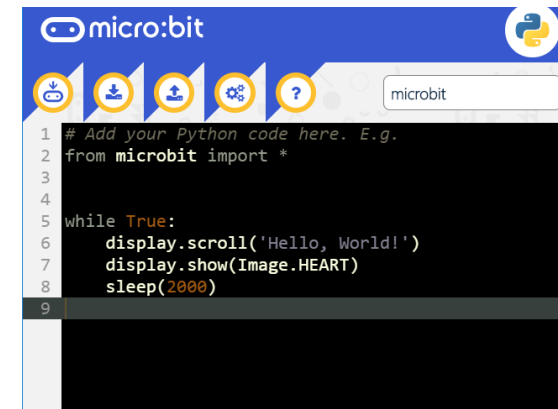 micro:bit
?
microbit
1 # Add your Python code here. E.g.
2 from microbit import *
3
4
5 while True:
6     display.scroll('Hello, World!')
7     display.show(Image.HEART)
8     sleep(2000)
9